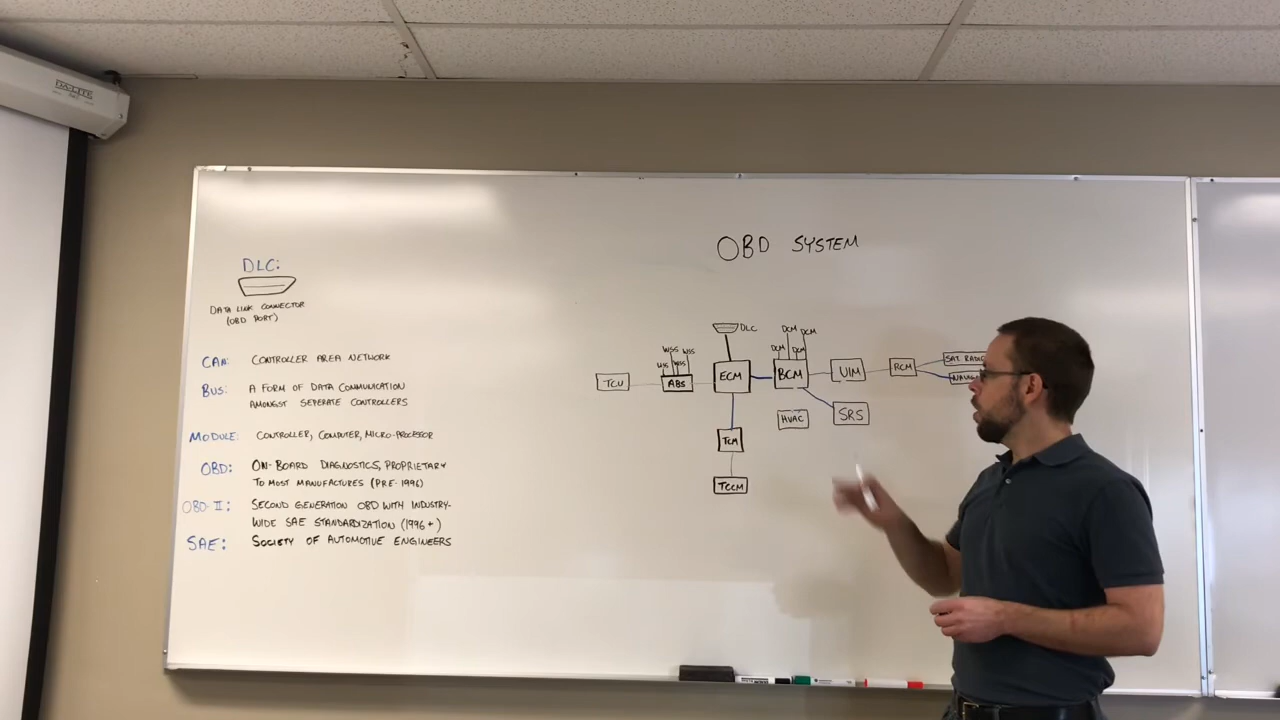 DA-LITE
OBD SYSTEM
DLC:
DATA LINK CONNECTOR
(OBD PORT)
CAN: CONTROLLER AREA NETWORK
BUS: A FORM OF DATA COMMUNICATION
AMONGST SEPERATE CONTROLLERS
MODULE: CONTROLLER, COMPUTER, MICRO-PROCESSOR
OBD: ON-BOARD DIAGNOSTICS, PROPRIETARY
TO MOST MANUFACTURES (PRE-1996)
OBD-II: SECOND GENERATION OBD WITH INDUSTRY-
WIDE SAE STANDARDIZATION (1996+)
SAE: SOCIETY OF AUTOMOTIVE ENGINEERS
DLC
DCM DCM
WSS WSS DCM DCM
WSS WSS
TCU ABS ECM BCM UIM RCM
SAT. RADIO
NAVIG
HVAC SRS
TCM
TCCM